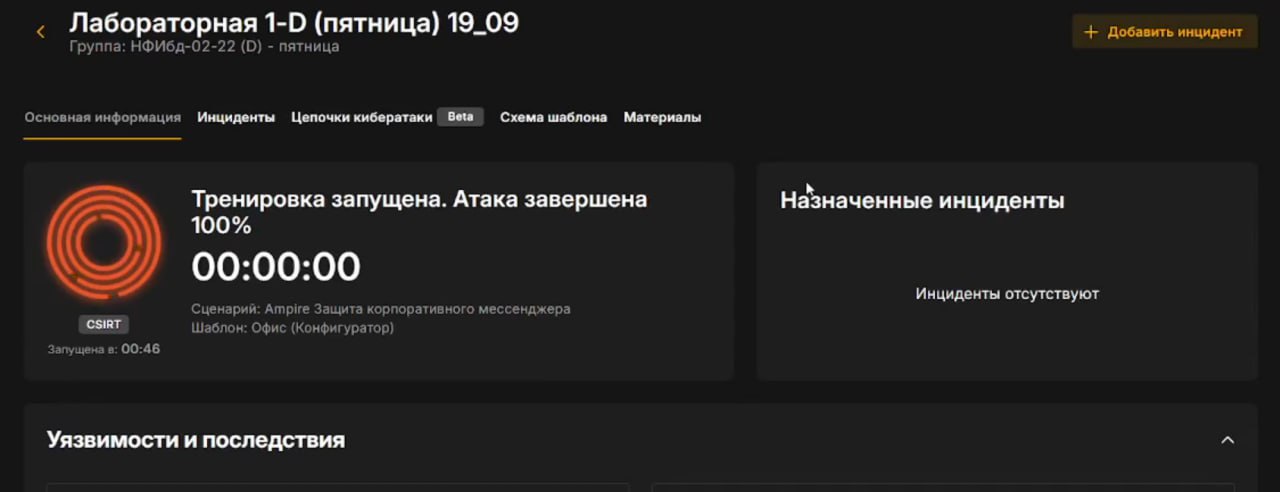 Лабораторная 1-D (пятница) 19_09
Группа: НФИбд-02-22 (D) - пятница
+ Добавить инцидент
Основная информация
Инциденты
Цепочки кибератаки Beta
Схема шаблона
Материалы
Тренировка запущена. Атака завершена
100%
00:00:00
Сценарий: Ampire Защита корпоративного мессенджера
Шаблон: Офис (Конфигуратор)
CSIRT
Запущена в: 00:46
Назначенные инциденты
Инциденты отсутствуют
Уязвимости и последствия